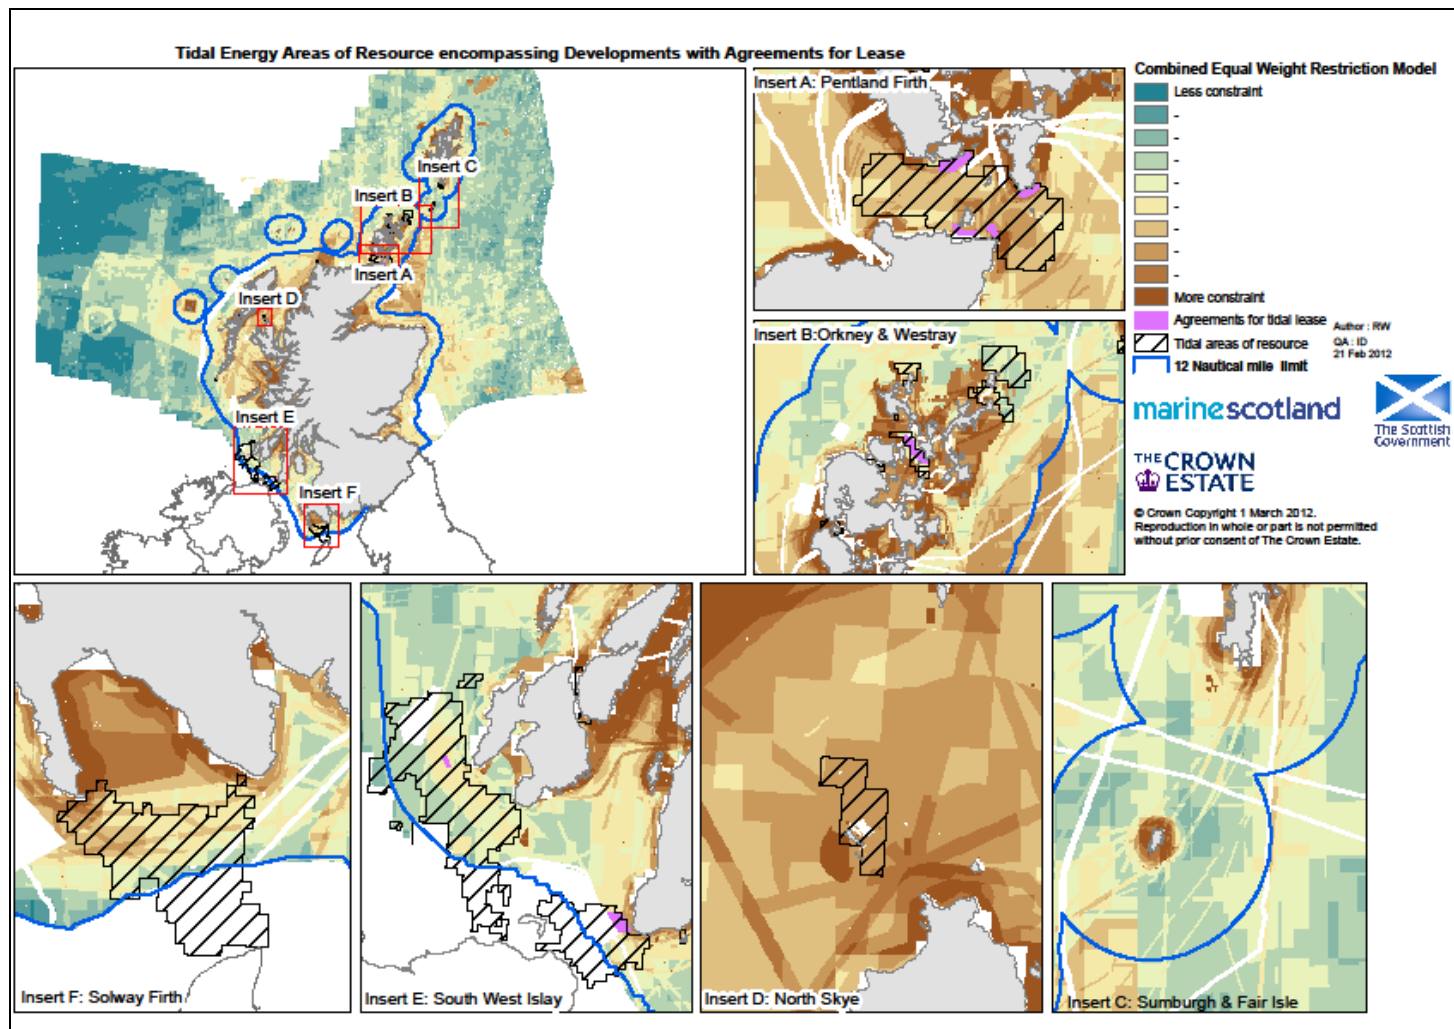 Tidal Energy Areas of Resource encompassing Developments with Agreements for Lease
Insert C
Insert B
Insert A
Insert D
Insert E
Insert F
Insert A: Pentland Firth
Insert B:Orkney & Westray
Combined Equal Weight Restriction Model
Less constraint
-
-
-
-
-
-
-
-
More constraint
Agreements for tidal lease
Tidal areas of resource
12 Nautical mile limit
Author : RW
QA : ID
21 Feb 2012
marinescotland
The Scottish
Government
THE CROWN
ESTATE
© Crown Copyright 1 March 2012.
Reproduction in whole or part is not permitted
without prior consent of The Crown Estate.
Insert F: Solway Firth
Insert E: South West Islay
Insert D: North Skye
Insert C: Sumburgh & Fair Isle